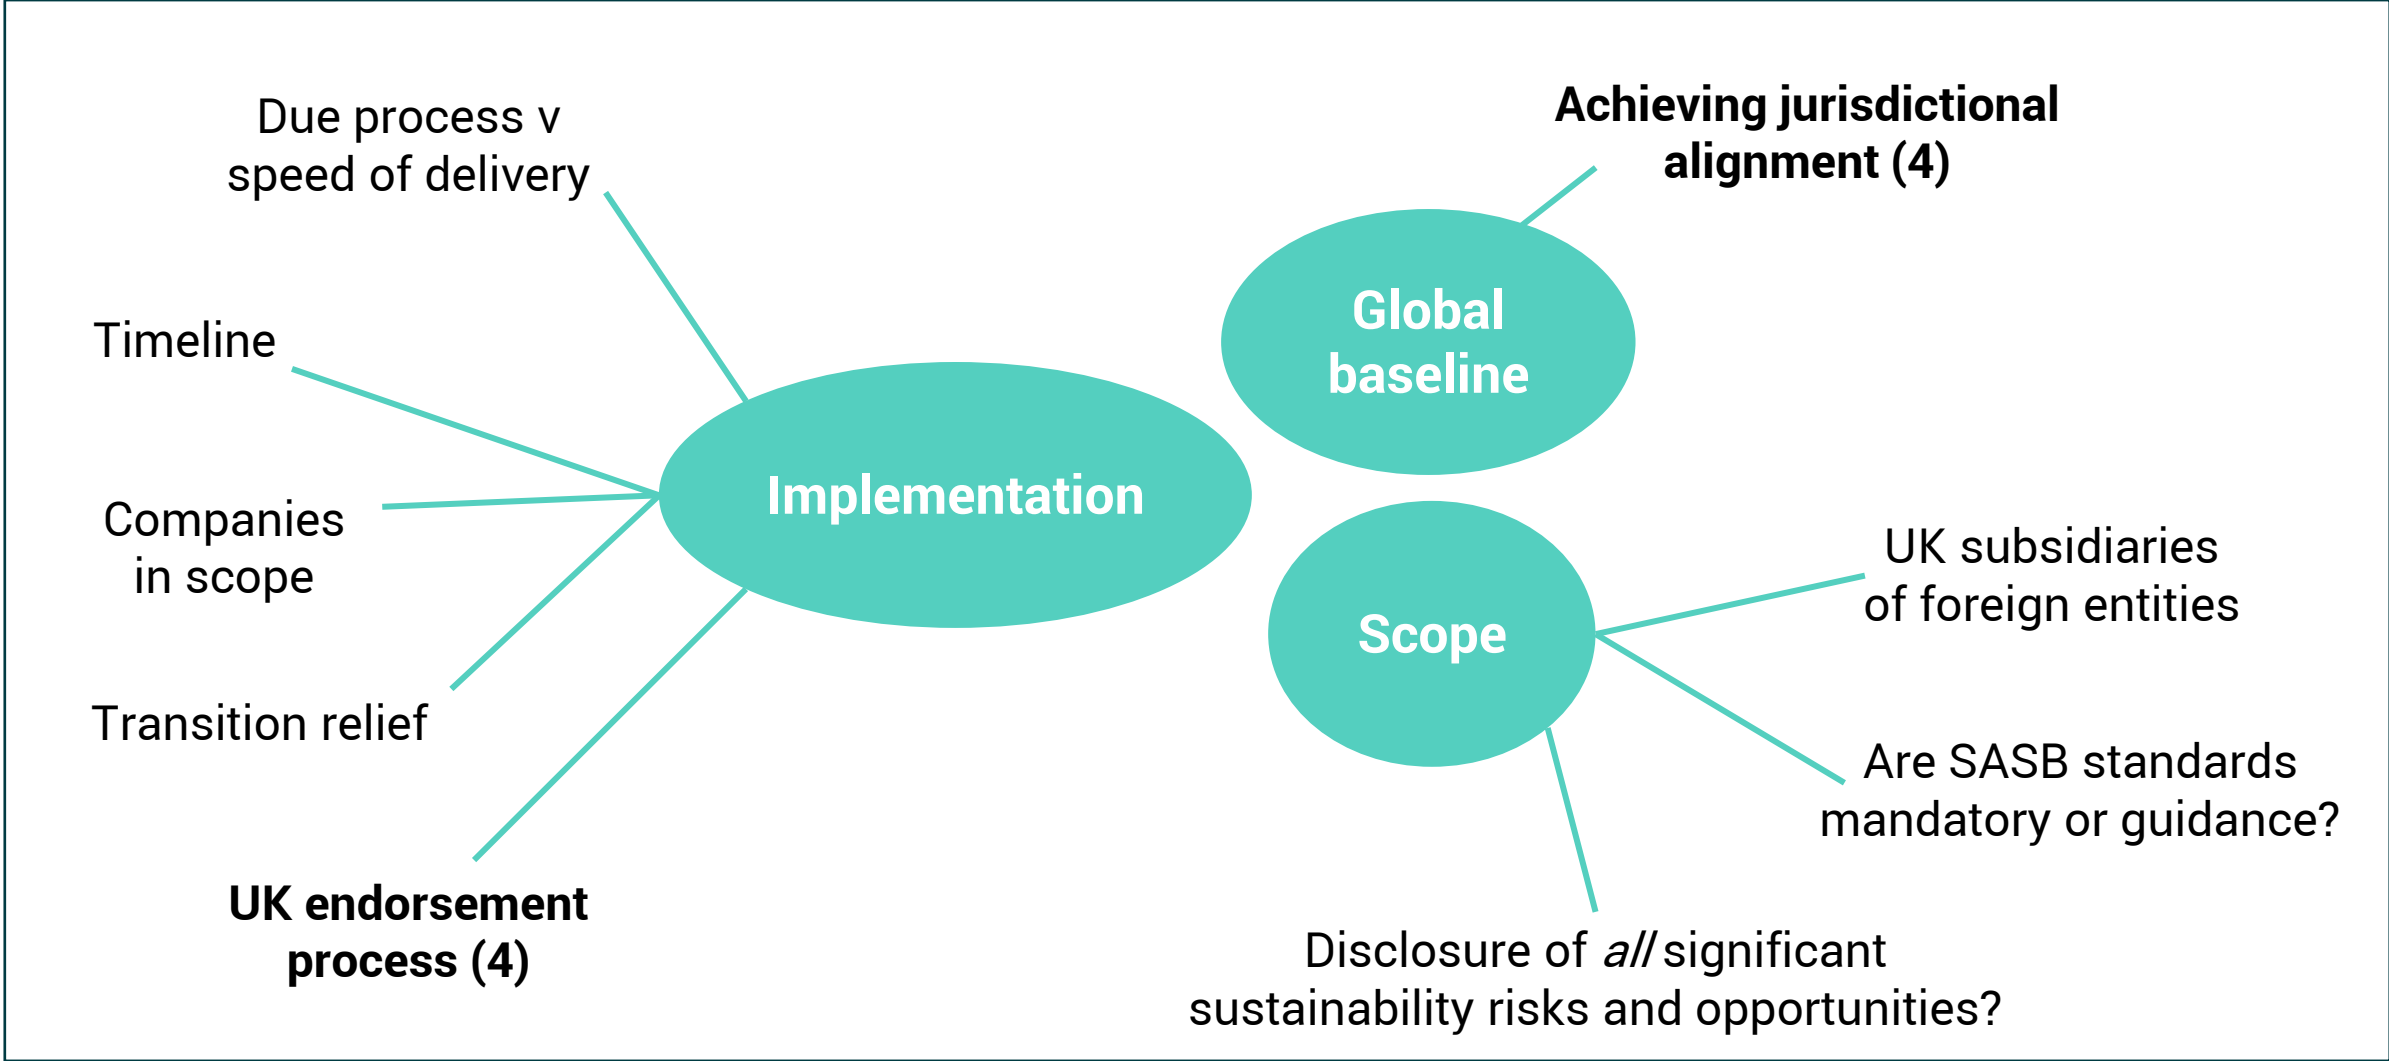 Due process v
speed of delivery
Timeline
Companies
in scope
Transition relief
UK endorsement
process (4)
Implementation
Achieving jurisdictional
alignment (4)
Global
baseline
Scope
UK subsidiaries
of foreign entities
Are SASB standards
mandatory or guidance?
Disclosure of all significant
sustainability risks and opportunities?